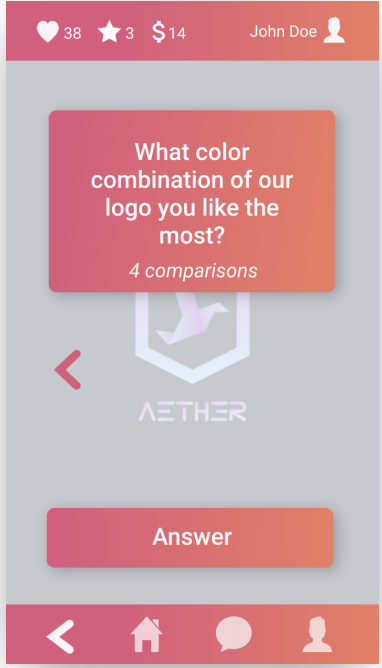 38 3 $14 John Doe
What color
combination of our
logo you like the
most?
4 comparisons
AETHER
Answer